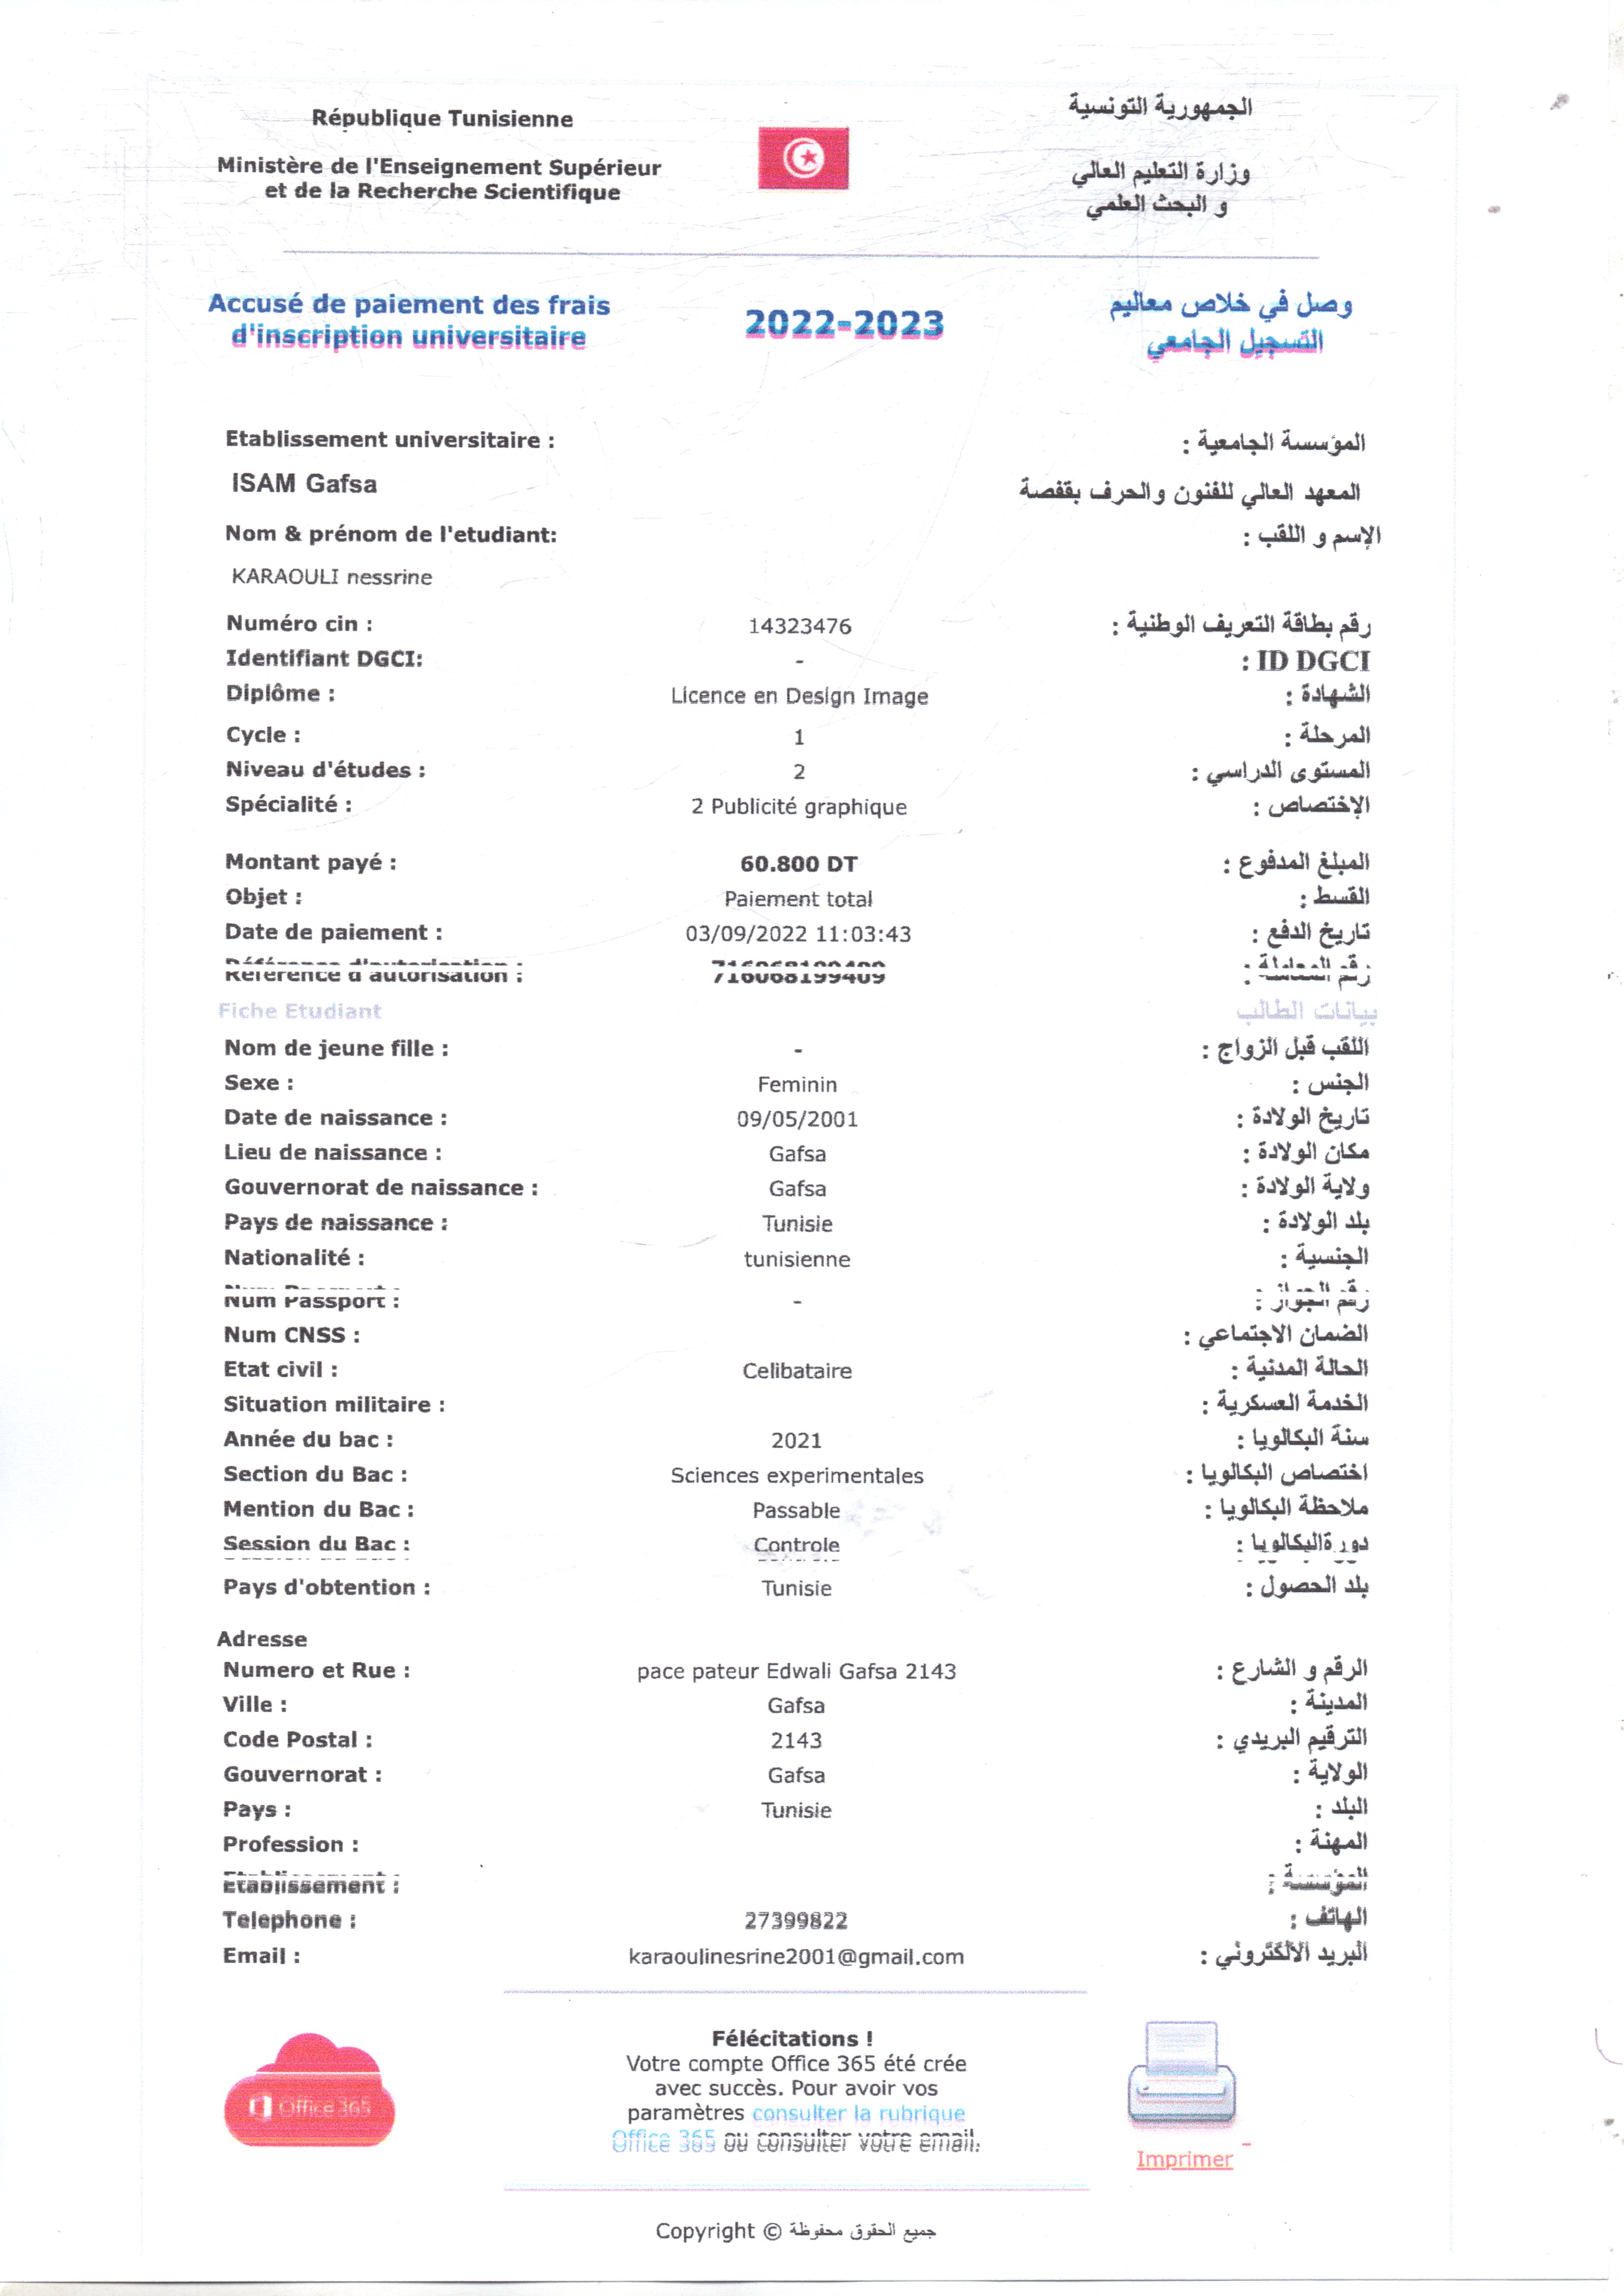 République Tunisienne
الجمهورية التونسية
Ministère de l'Enseignement Supérieur
et de la Recherche Scientifique
وزارة التعليم العالي
و البحث العلمي
Accusé de paiement des frais
d'inscription universitaire
2022-2023
وصل في خلاص معاليم
التسجيل الجامعي
Etablissement universitaire : المؤسسة الجامعية :
ISAM Gafsa المعهد العالي للفنون والحرف بقفصة
Nom & prénom de l'etudiant: الإسم و اللقب :
KARAOULI nessrine
Numéro cin : 14323476 رقم بطاقة التعريف الوطنية :
Identifiant DGCI: - : ID DGCI
Diplôme : Licence en Design Image الشهادة :
Cycle : 1 المرحلة :
Niveau d'études : 2 المستوى الدراسي :
Spécialité : 2 Publicité graphique الإختصاص :
Montant payé : 60.800 DT المبلغ المدفوع :
Objet : Paiement total القسط :
Date de paiement : 03/09/2022 11:03:43 تاريخ الدفع :
Référence d'autorisation : 716068199409 رقم المعاملة :
Fiche Etudiant بيانات الطالب
Nom de jeune fille : - اللقب قبل الزواج :
Sexe : Feminin الجنس :
Date de naissance : 09/05/2001 تاريخ الولادة :
Lieu de naissance : Gafsa مكان الولادة :
Gouvernorat de naissance : Gafsa ولاية الولادة :
Pays de naissance : Tunisie بلد الولادة :
Nationalité : tunisienne الجنسية :
Num Passport : - رقم الجواز :
Num CNSS : الضمان الاجتماعي :
Etat civil : Celibataire الحالة المدنية :
Situation militaire : الخدمة العسكرية :
Année du bac : 2021 سنة البكالويا :
Section du Bac : Sciences experimentales اختصاص البكالويا :
Mention du Bac : Passable ملاحظة البكالويا :
Session du Bac : Controle دورةالبكالويا :
Pays d'obtention : Tunisie بلد الحصول :
Adresse
Numero et Rue : pace pateur Edwali Gafsa 2143 الرقم و الشارع :
Ville : Gafsa المدينة :
Code Postal : 2143 الترقيم البريدي :
Gouvernorat : Gafsa الولاية :
Pays : Tunisie البلد :
Profession : المهنة :
Etablissement : المؤسسة :
Telephone : 27399822 الهاتف :
Email : karaoulinesrine2001@gmail.com البريد الالكتروني :
Félécitations !
Votre compte Office 365 été crée
avec succès. Pour avoir vos
paramètres consulter la rubrique
Office 365 ou consulter votre email.
Office 365
Imprimer
Copyright © جميع الحقوق محفوظة